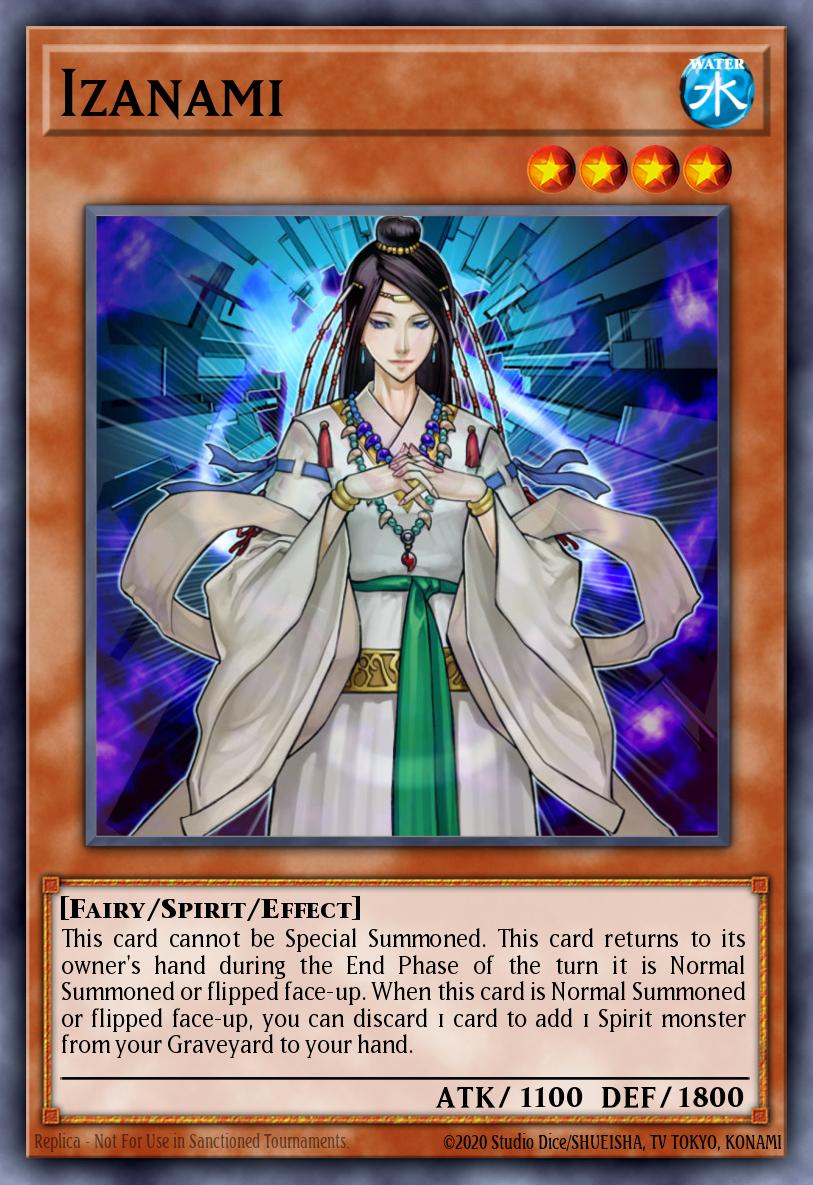 Izanami
WATER
水
[Fairy/Spirit/Effect]
This card cannot be Special Summoned. This card returns to its
owner's hand during the End Phase of the turn it is Normal
Summoned or flipped face-up. When this card is Normal Summoned
or flipped face-up, you can discard 1 card to add 1 Spirit monster
from your Graveyard to your hand.
ATK/ 1100 DEF/ 1800
Replica - Not For Use in Sanctioned Tournaments.
©2020 Studio Dice/SHUEISHA, TV TOKYO, KONAMI